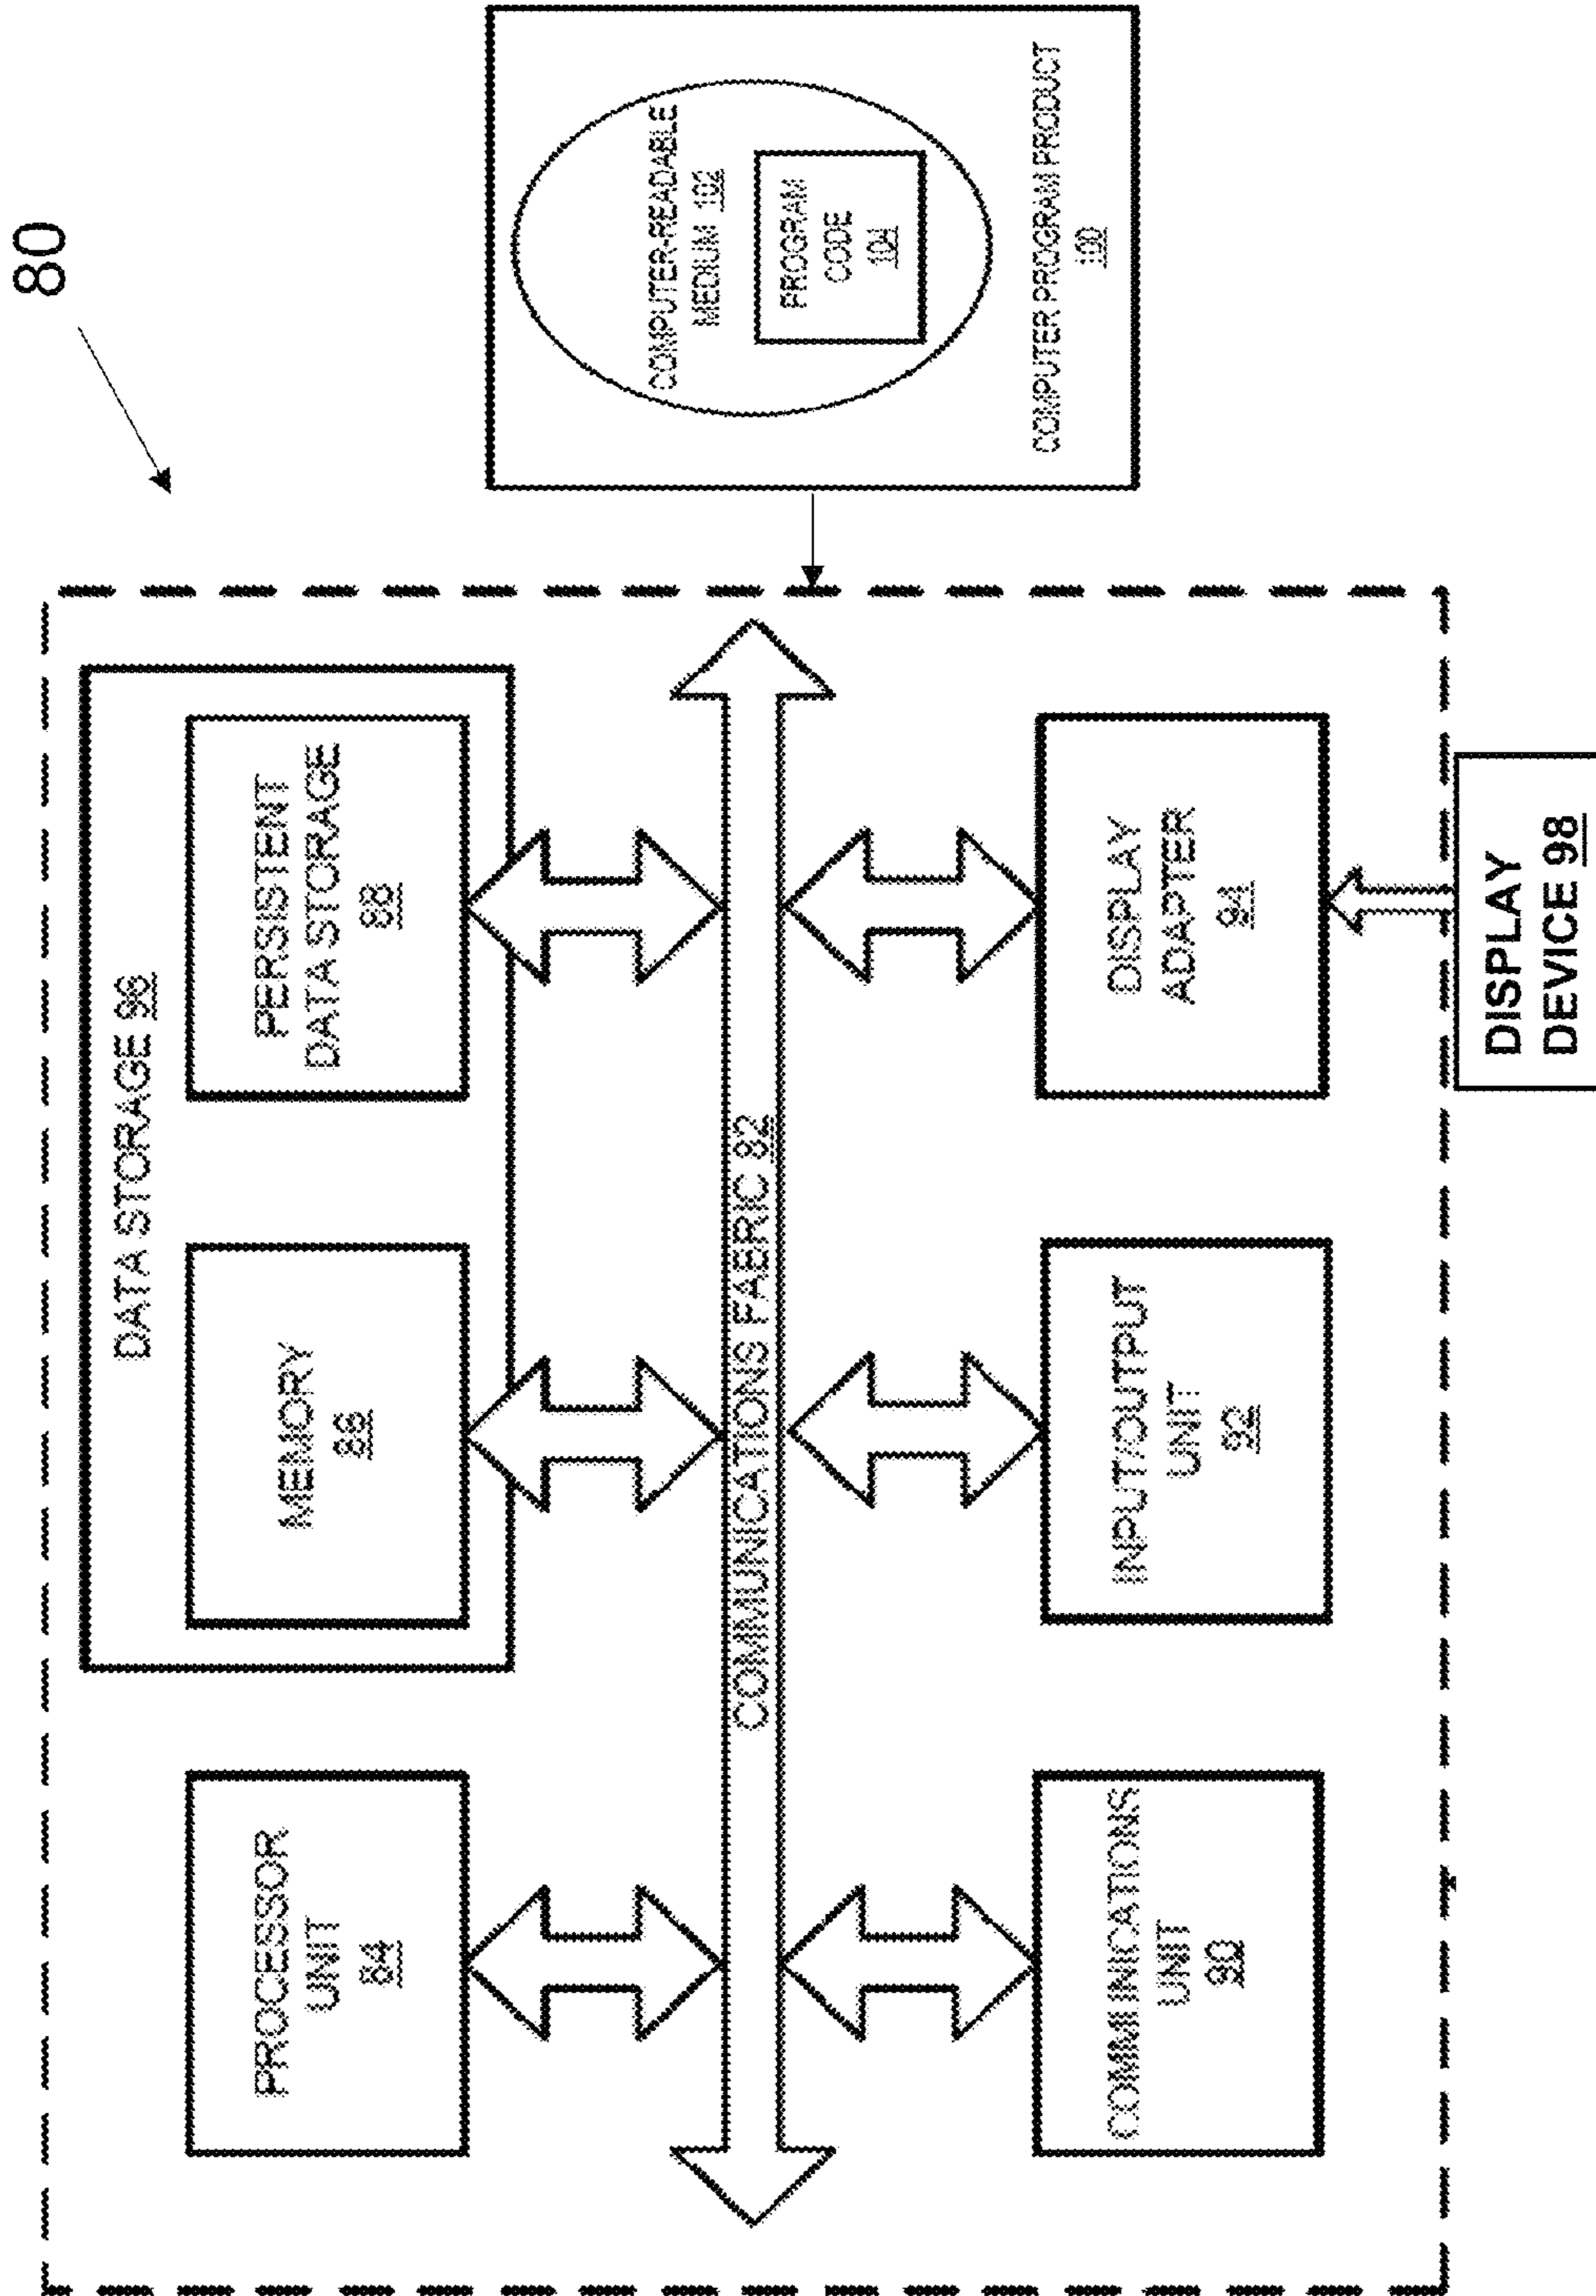 80
DATA STORAGE 96
PROCESSOR
UNIT
84
MEMORY
86
PERSISTENT
DATA STORAGE
88
COMMUNICATIONS FABRIC 82
COMMUNICATIONS
UNIT
90
INPUT/OUTPUT
UNIT
92
DISPLAY
ADAPTER
94
DISPLAY
DEVICE 98
COMPUTER-READABLE
MEDIUM 102
PROGRAM
CODE
104
COMPUTER PROGRAM PRODUCT
100